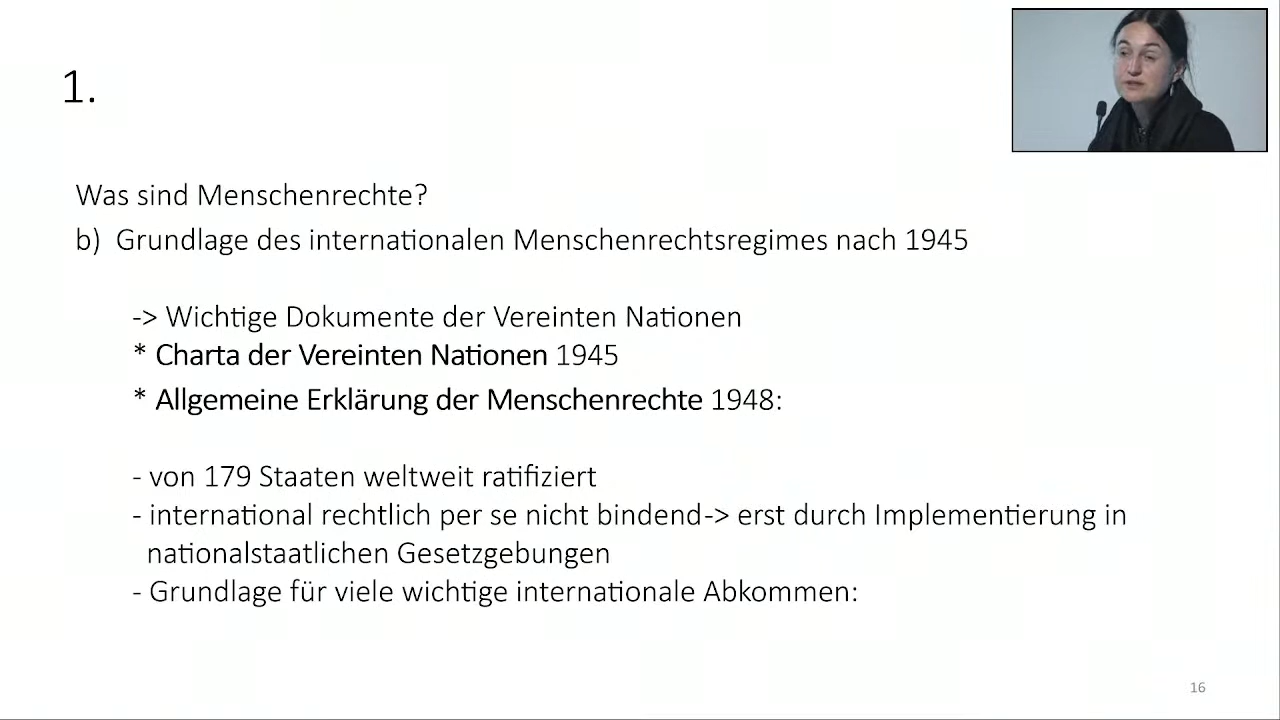 1.
Was sind Menschenrechte?
b) Grundlage des internationalen Menschenrechtsregimes nach 1945
-> Wichtige Dokumente der Vereinten Nationen
* Charta der Vereinten Nationen 1945
* Allgemeine Erklärung der Menschenrechte 1948:
- von 179 Staaten weltweit ratifiziert
- international rechtlich per se nicht bindend-> erst durch Implementierung in
nationalstaatlichen Gesetzgebungen
- Grundlage für viele wichtige internationale Abkommen:
16